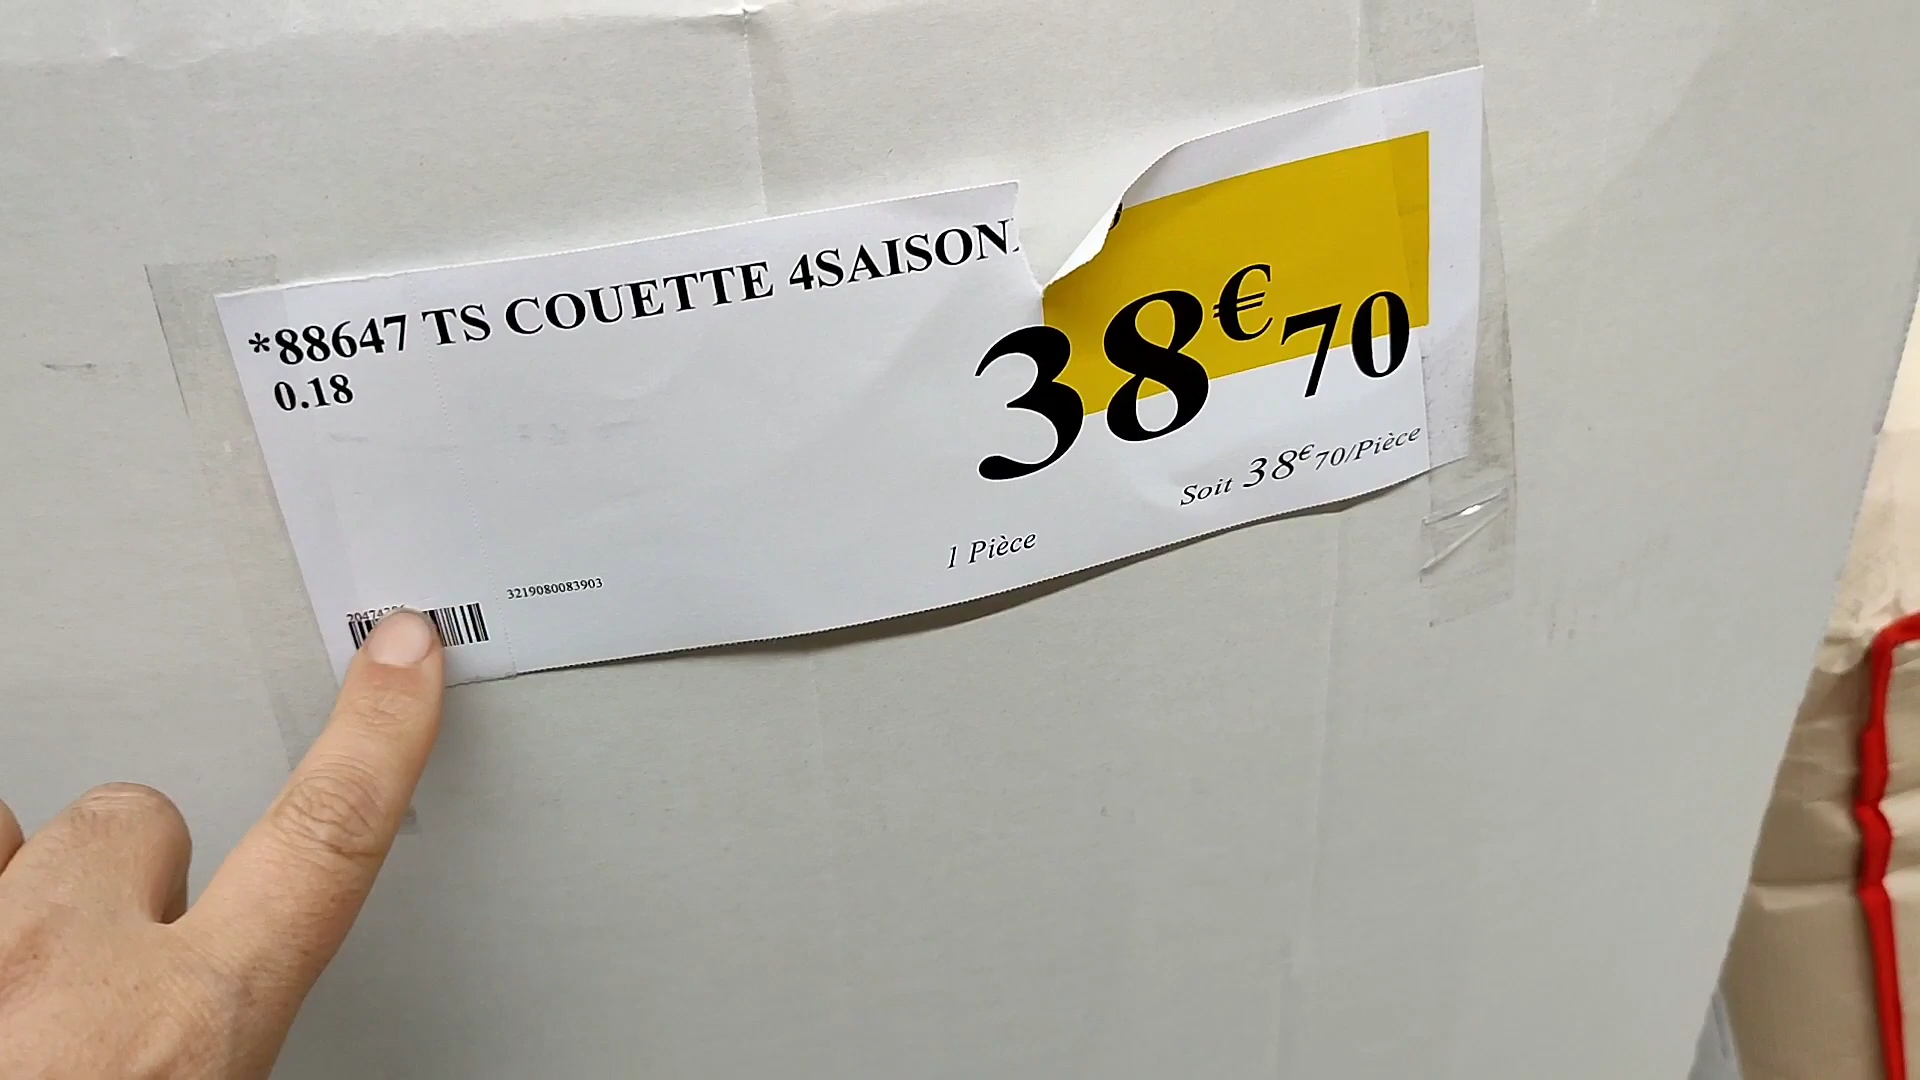 *88647 TS COUETTE 4SAISON
0.18
38€70
Soit 38€70/Pièce
1 Pièce
3219080083903